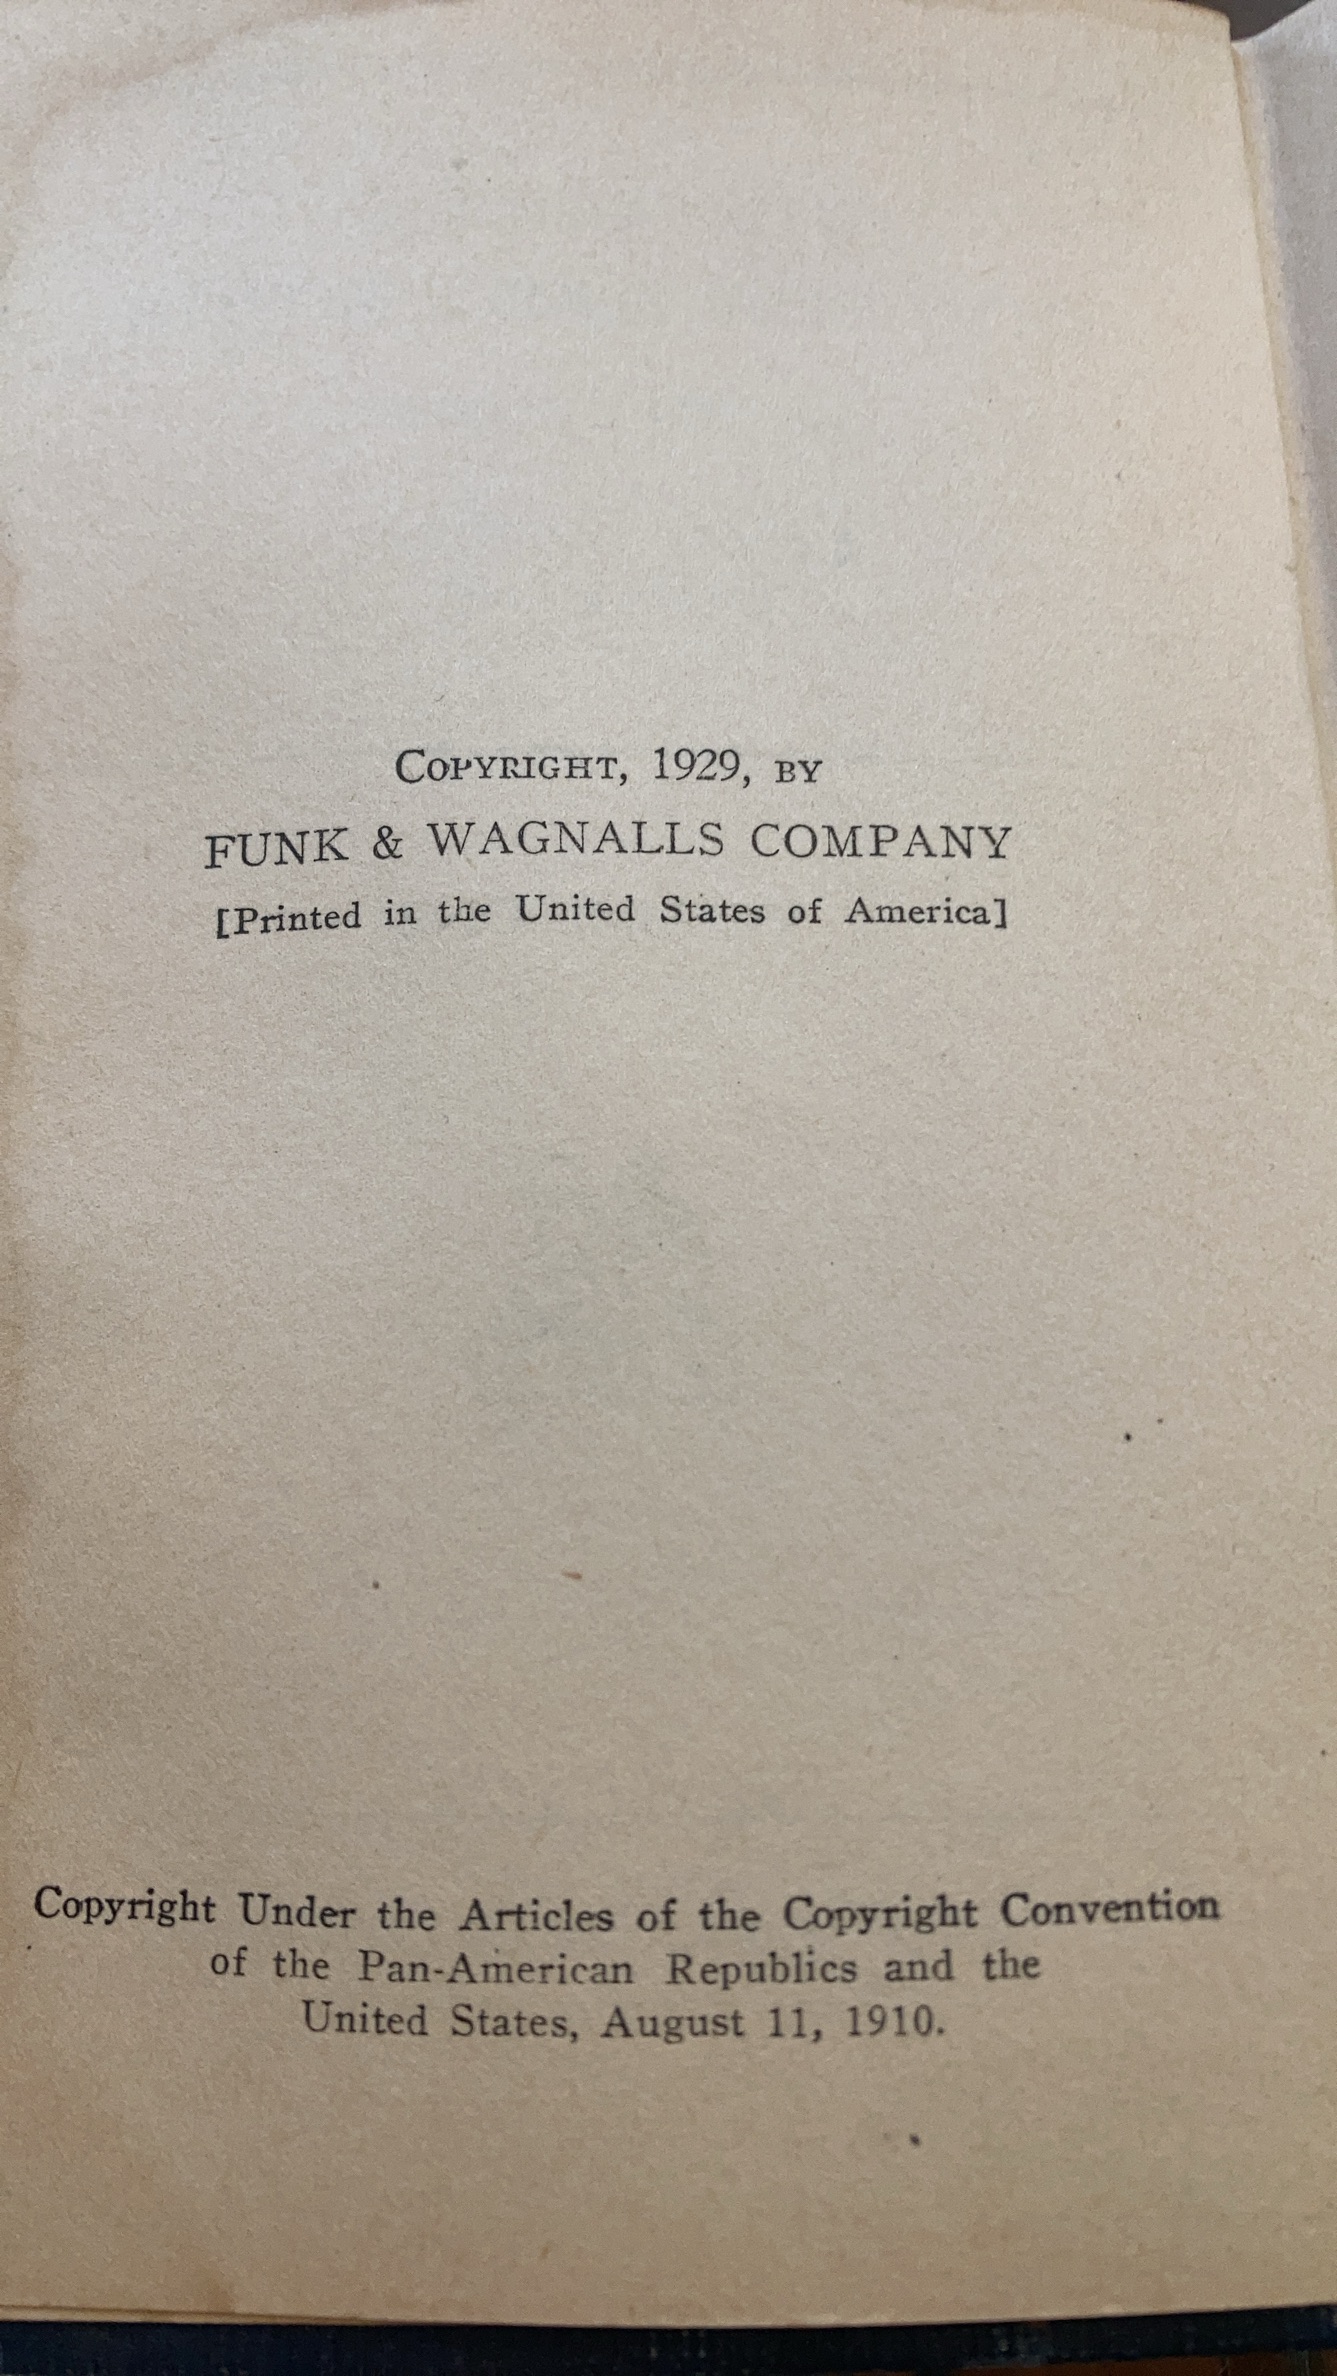 Copyright, 1929, by
FUNK & WAGNALLS COMPANY
[Printed in the United States of America]
Copyright Under the Articles of the Copyright Convention
of the Pan-American Republics and the
United States, August 11, 1910.